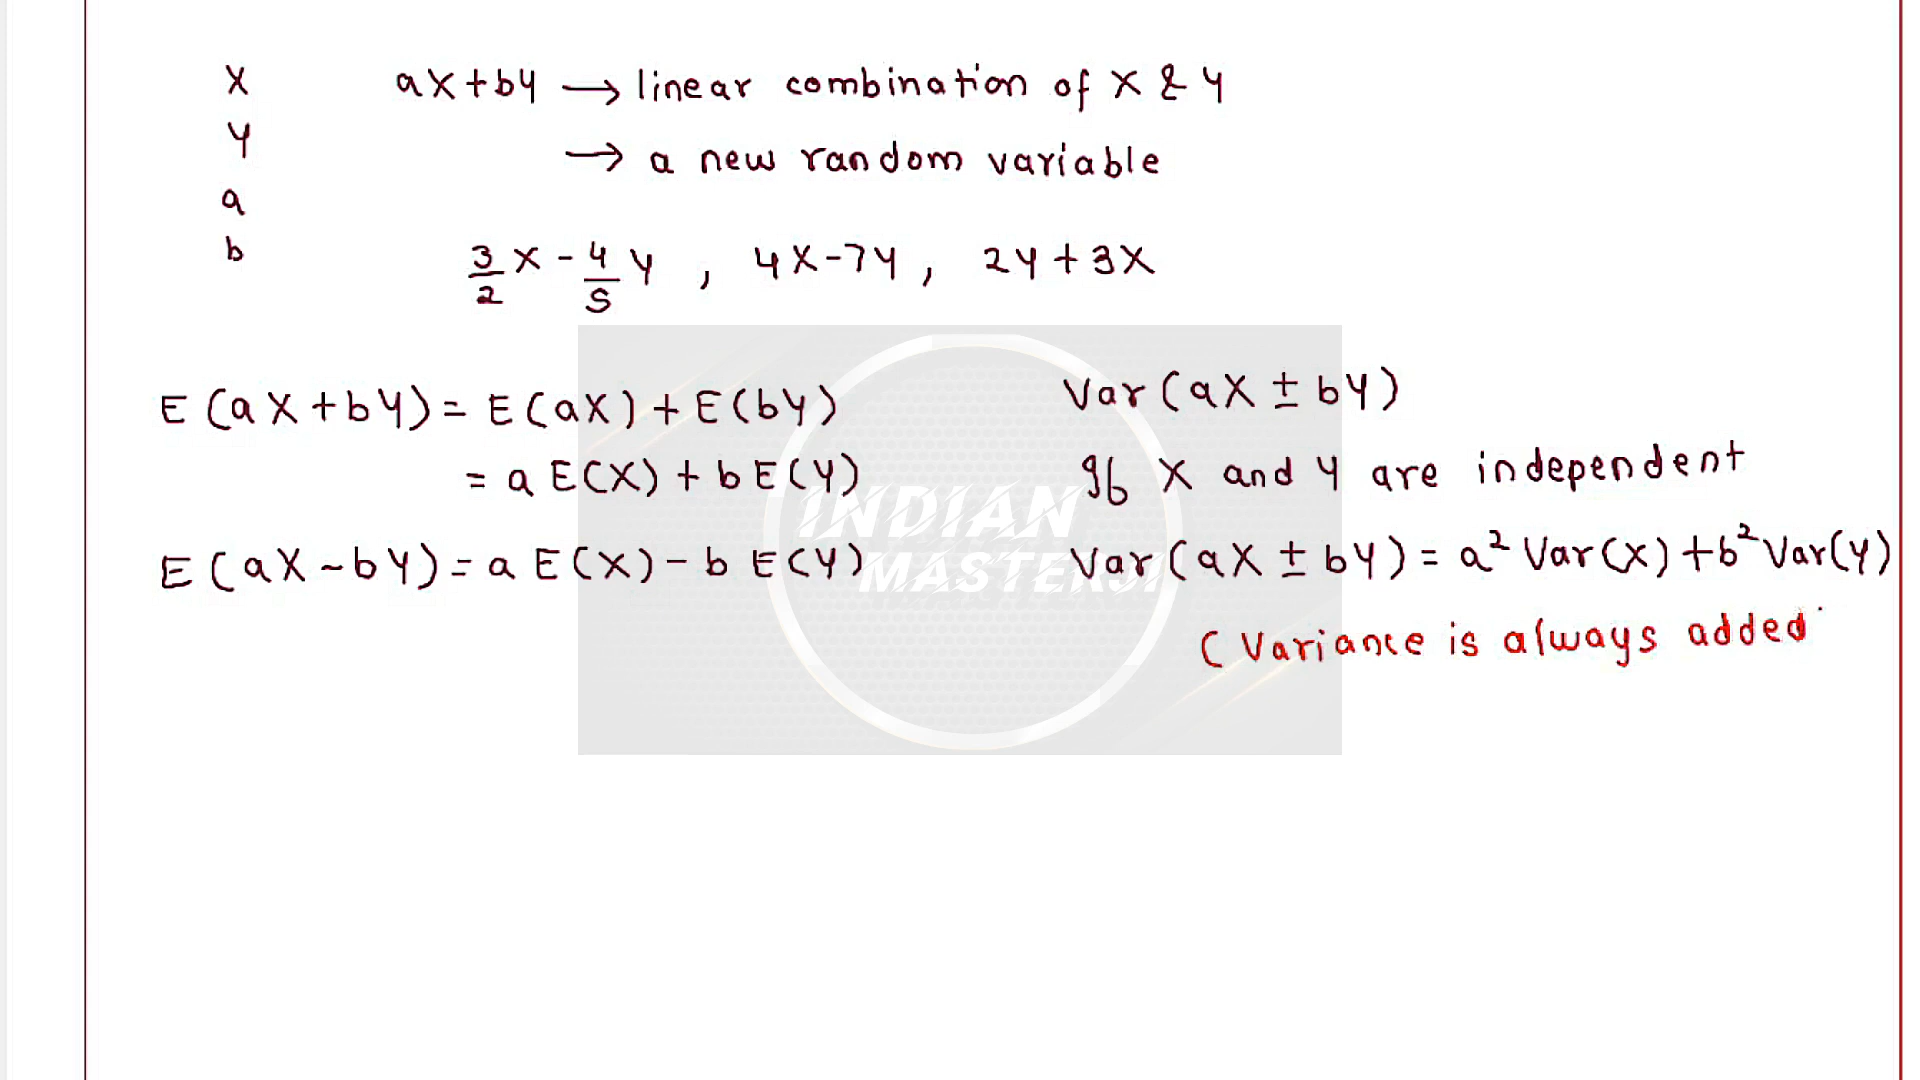 X aX+bY → linear combination of X & Y
Y → a new random variable
a
b 3/2 X - 4/5 Y , 4X-7Y , 2Y+3X
E(aX+bY) = E(aX) + E(bY)
= a E(X) + b E(Y)
E(aX-bY) = a E(X) - b E(Y)
Var(aX ± bY)
If X and Y are independent
Var(aX ± bY) = a² Var(X) + b² Var(Y)
(Variance is always added
INDIAN
MASTERJI